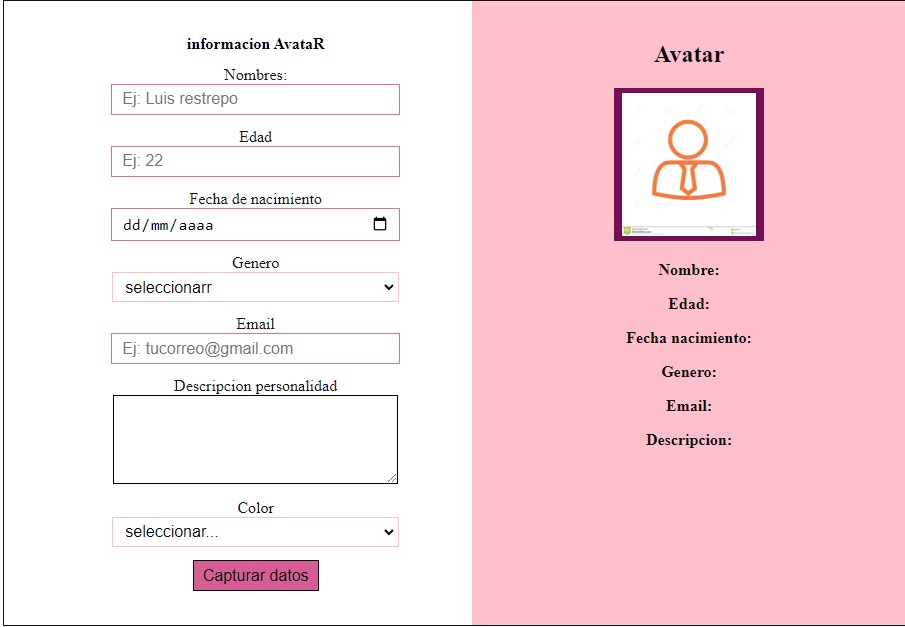 informacion AvataR
Nombres:
Ej: Luis restrepo
Edad
Ej: 22
Fecha de nacimiento
dd/mm/aaaa
Genero
seleccionarr
Email
Ej: tucorreo@gmail.com
Descripcion personalidad
Color
seleccionar...
Capturar datos
Avatar
Nombre:
Edad:
Fecha nacimiento:
Genero:
Email:
Descripcion: